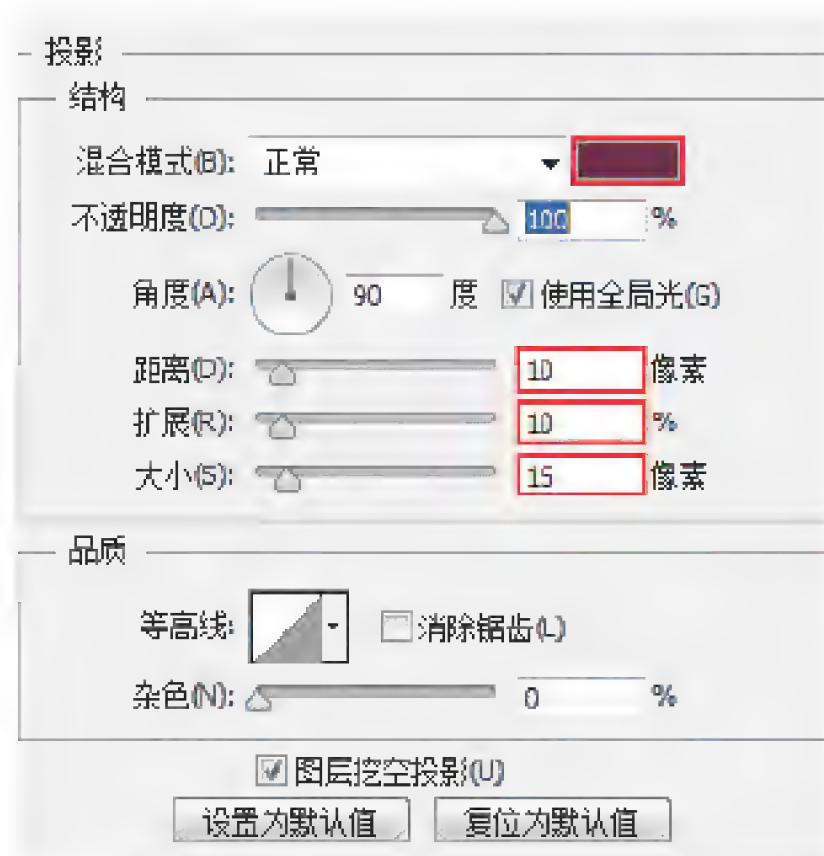 投影
结构
混合模式(B): 正常
不透明度(O): 100 %
角度(A): 90 度 使用全局光(G)
距离(D): 10 像素
扩展(R): 10 %
大小(S): 15 像素
品质
等高线: 消除锯齿(L)
杂色(N): 0 %
图层挖空投影(U)
设置为默认值 复位为默认值